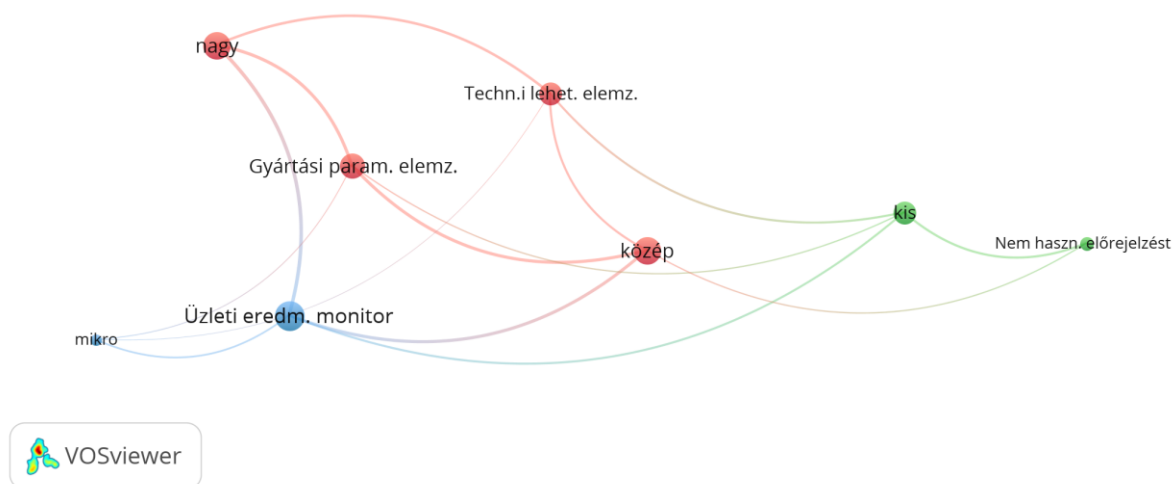 nagy
Techn.i lehet. elemz.
Gyártási param. elemz.
kis
Nem haszn. előrejelzést
közép
Üzleti eredm. monitor
mikro
VOSviewer